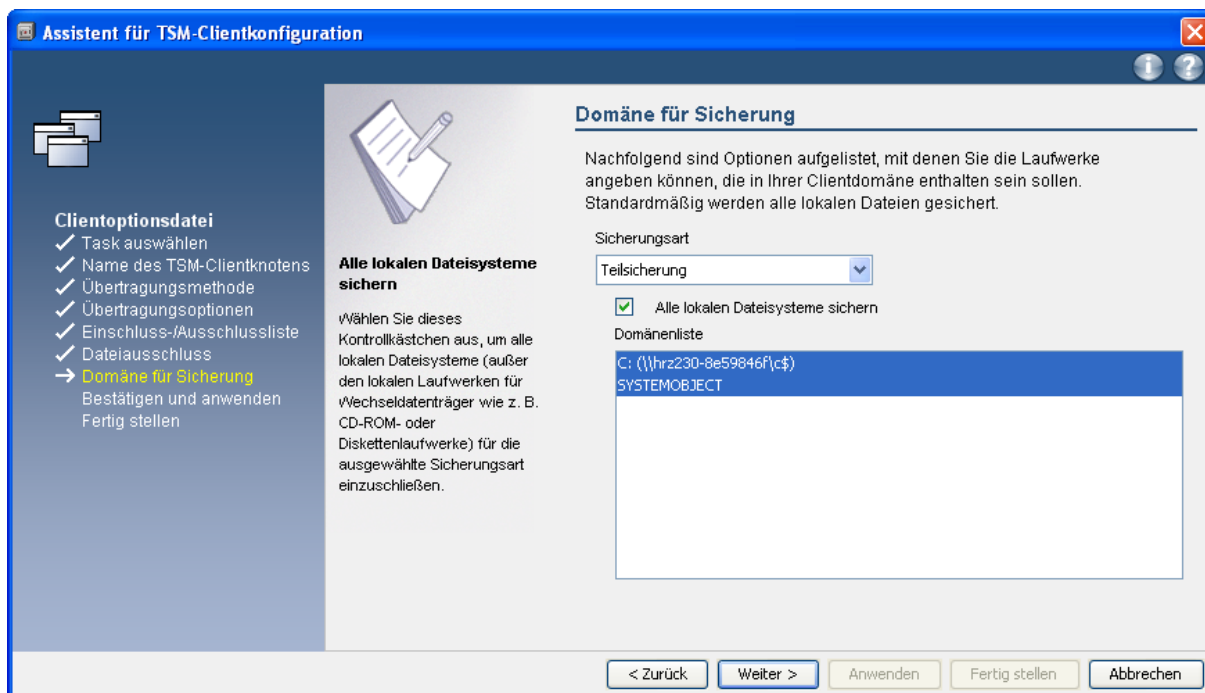 Assistent für TSM-Clientkonfiguration
Clientoptionsdatei
Task auswählen
Name des TSM-Clientknotens
Übertragungsmethode
Übertragungsoptionen
Einschluss-/Ausschlussliste
Dateiausschluss
Domäne für Sicherung
Bestätigen und anwenden
Fertig stellen
Alle lokalen Dateisysteme
sichern
Wählen Sie dieses
Kontrollkästchen aus, um alle
lokalen Dateisysteme (außer
den lokalen Laufwerken für
Wechseldatenträger wie z. B.
CD-ROM- oder
Diskettenlaufwerke) für die
ausgewählte Sicherungsart
einzuschließen.
Domäne für Sicherung
Nachfolgend sind Optionen aufgelistet, mit denen Sie die Laufwerke
angeben können, die in Ihrer Clientdomäne enthalten sein sollen.
Standardmäßig werden alle lokalen Dateien gesichert.
Sicherungsart
Teilsicherung
Alle lokalen Dateisysteme sichern
Domänenliste
C: (\\hrz230-8e59846f\c$)
SYSTEMOBJECT
< Zurück
Weiter >
Anwenden
Fertig stellen
Abbrechen